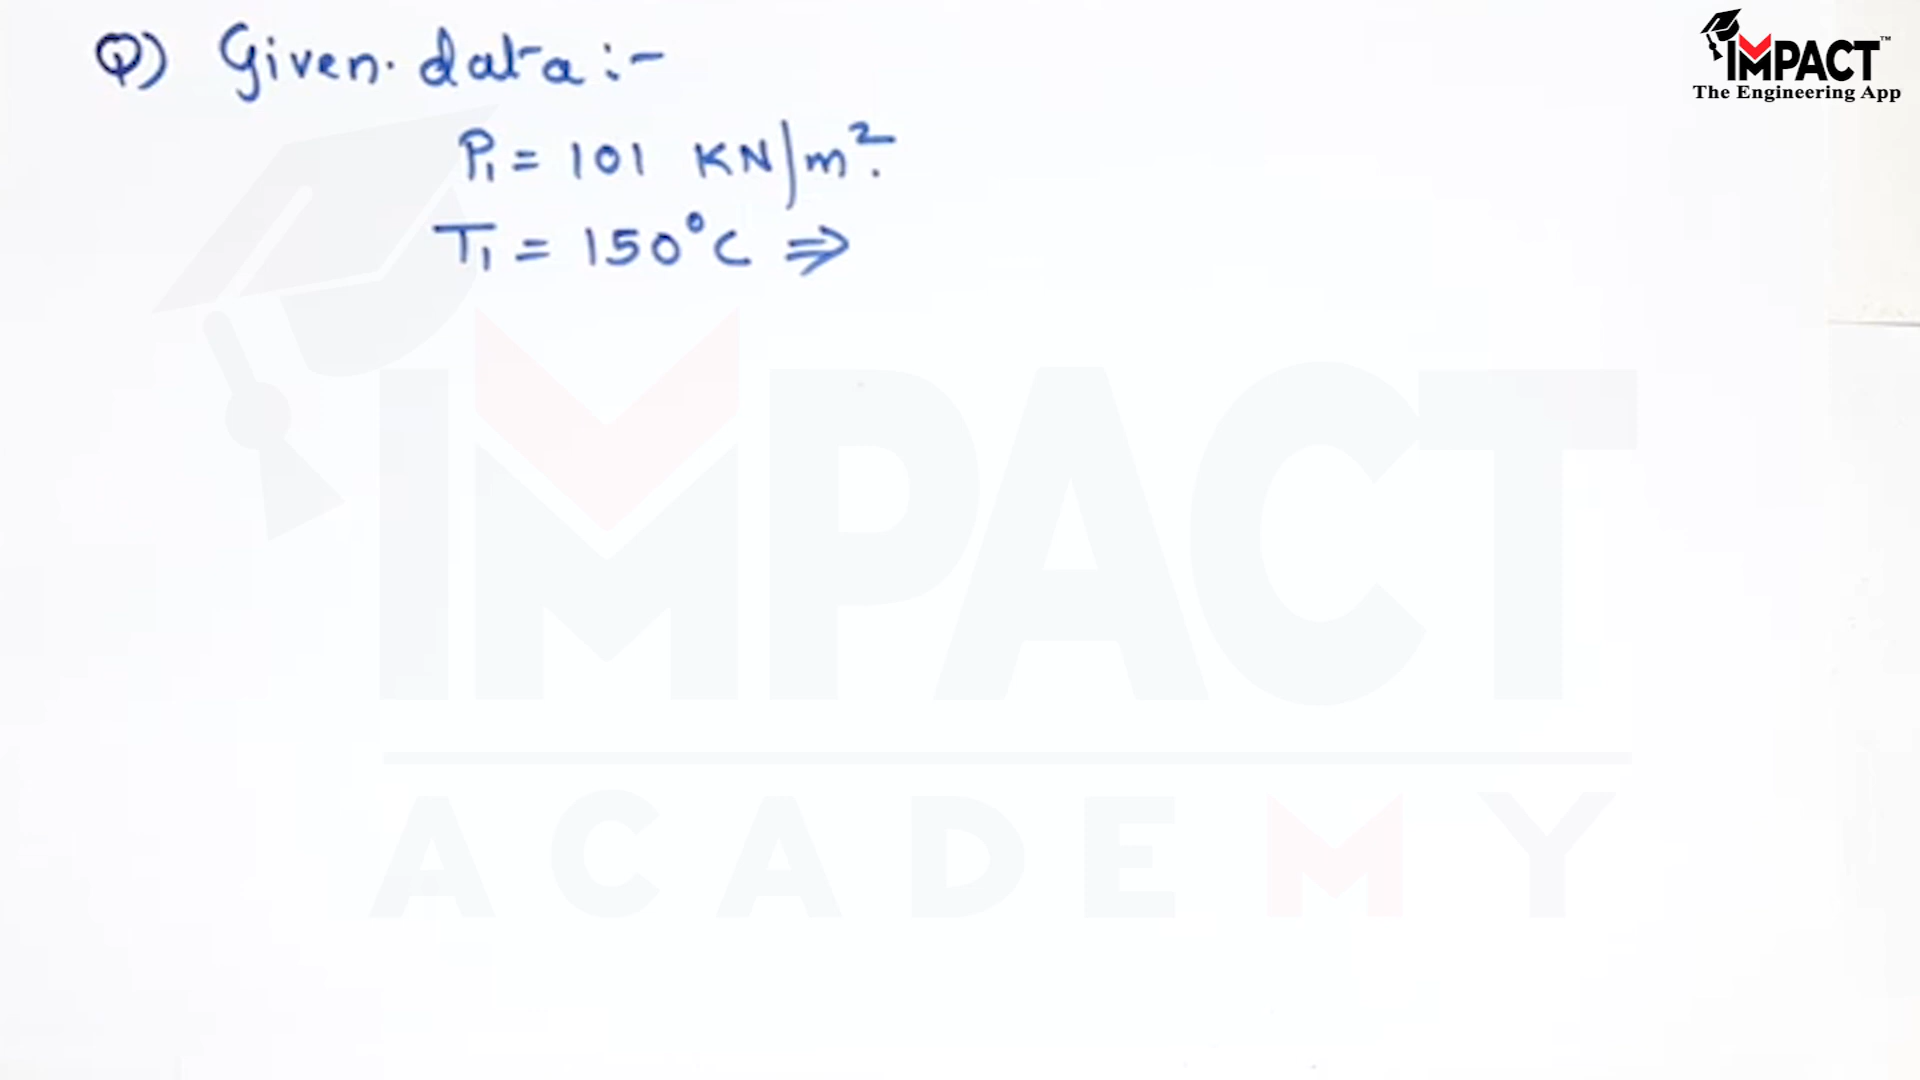 Q) Given. data :-
P₁ = 101 KN/m².
T₁ = 150°C ⇒
IMPACT™
The Engineering App
IMPACT
ACADEMY